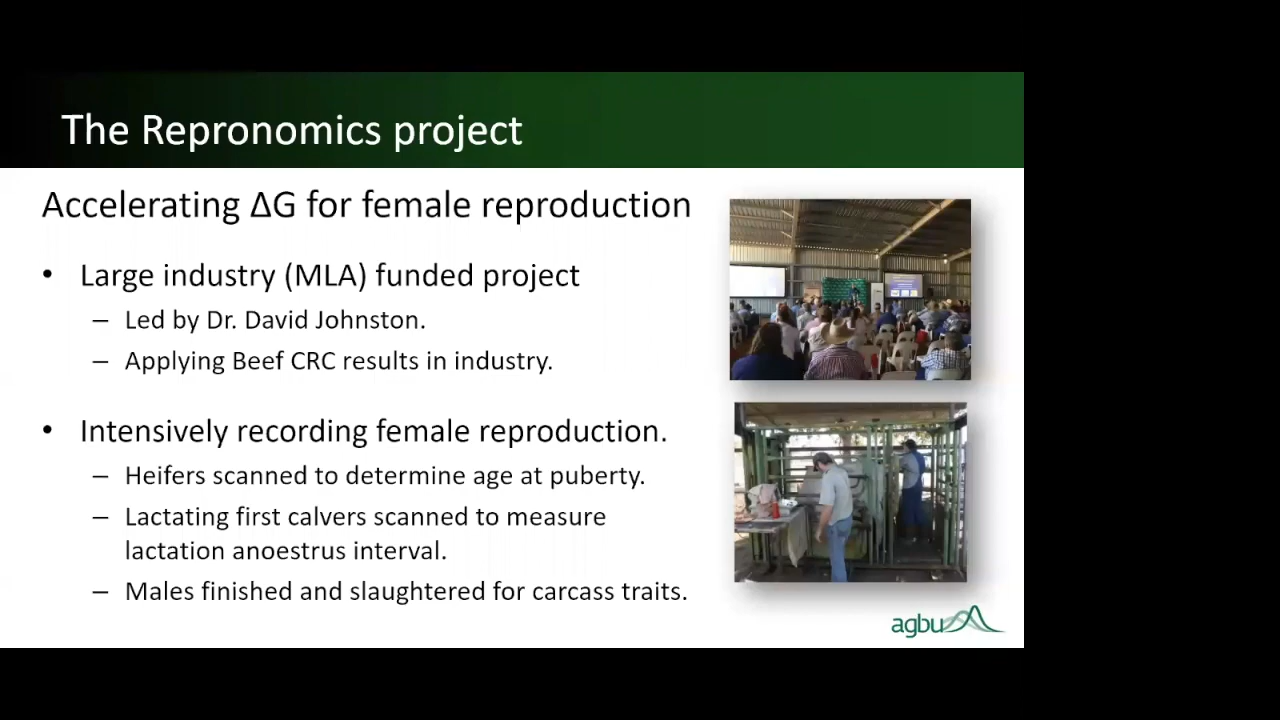 The Repronomics project
Accelerating ΔG for female reproduction
• Large industry (MLA) funded project
– Led by Dr. David Johnston.
– Applying Beef CRC results in industry.
• Intensively recording female reproduction.
– Heifers scanned to determine age at puberty.
– Lactating first calvers scanned to measure
lactation anoestrus interval.
– Males finished and slaughtered for carcass traits.
agbu